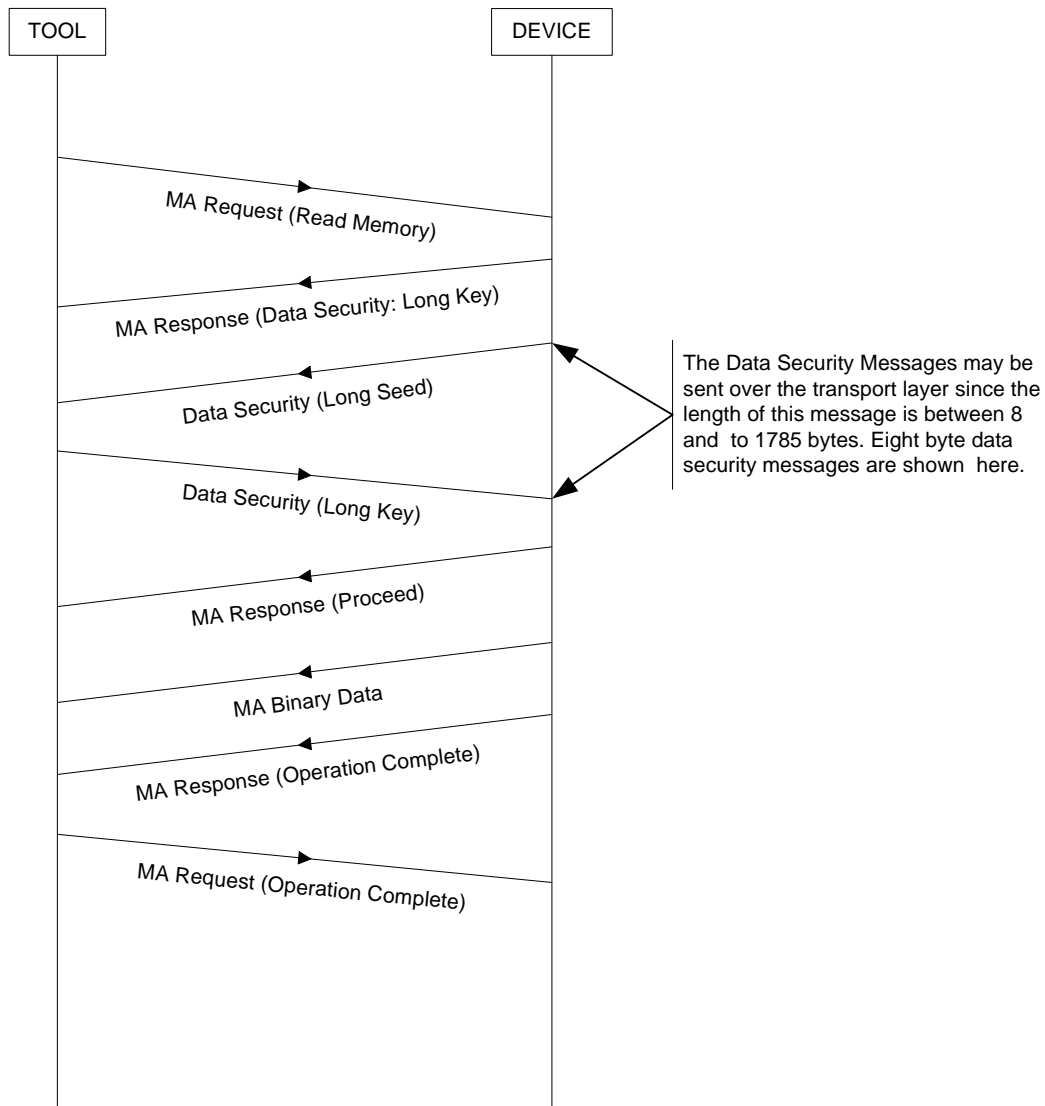 TOOL
DEVICE
MA Request (Read Memory)
MA Response (Data Security: Long Key)
Data Security (Long Seed)
The Data Security Messages may be
sent over the transport layer since the
length of this message is between 8
and  to 1785 bytes. Eight byte data
security messages are shown  here.
Data Security (Long Key)
MA Response (Proceed)
MA Binary Data
MA Response (Operation Complete)
MA Request (Operation Complete)